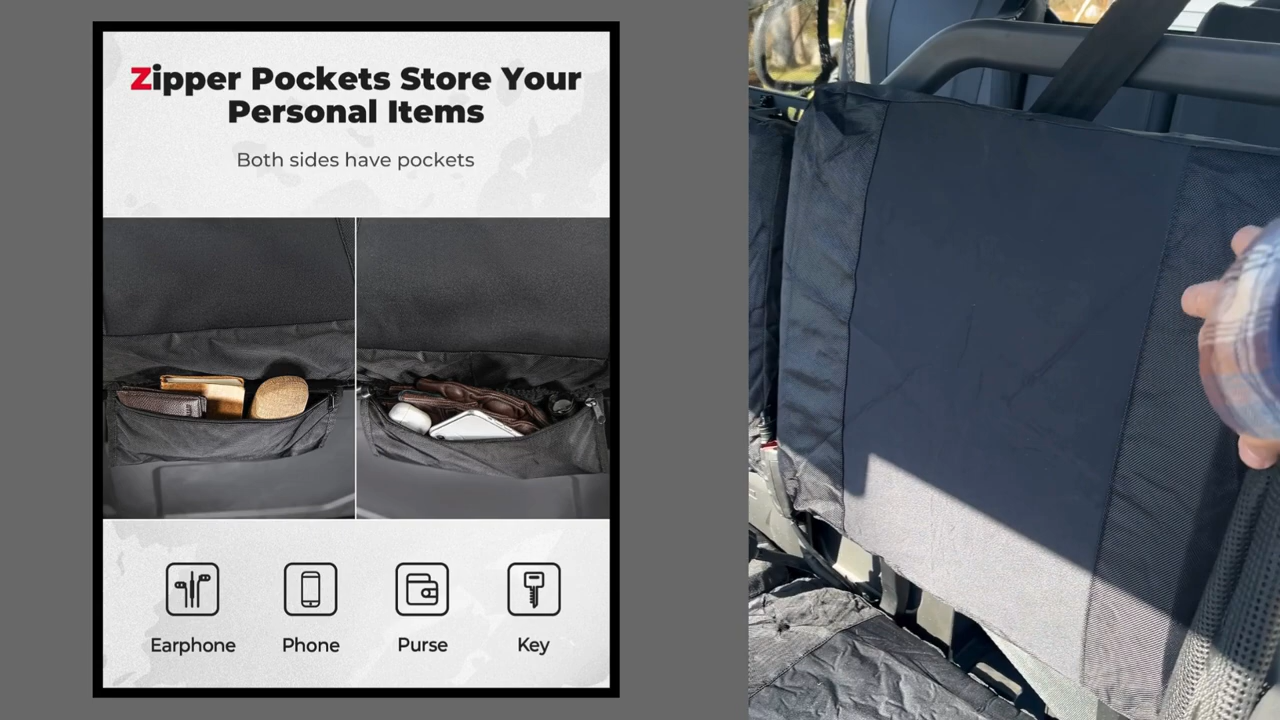 Zipper Pockets Store Your
Personal Items
Both sides have pockets
Earphone
Phone
Purse
Key